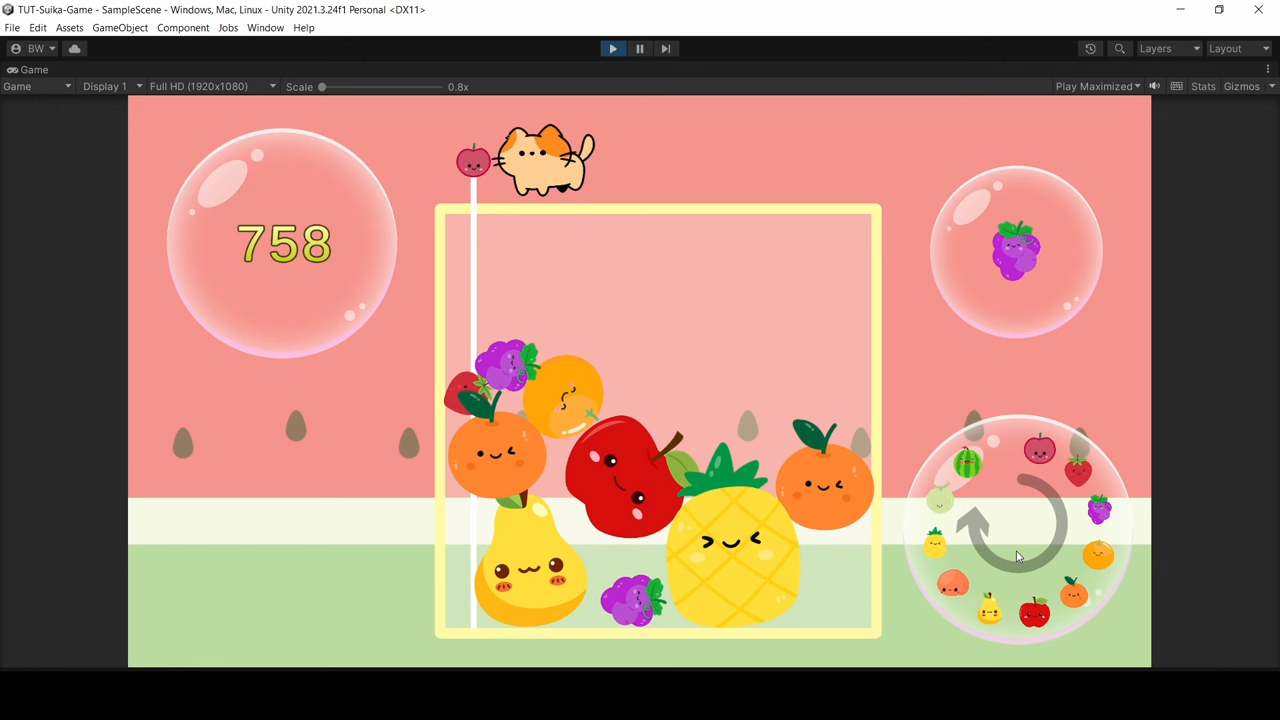 TUT-Suika-Game - SampleScene - Windows, Mac, Linux - Unity 2021.3.24f1 Personal <DX11>
File Edit Assets GameObject Component Jobs Window Help
BW Layers Layout
Game
Game Display 1 Full HD (1920x1080) Scale 0.8x Play Maximized Stats Gizmos
758